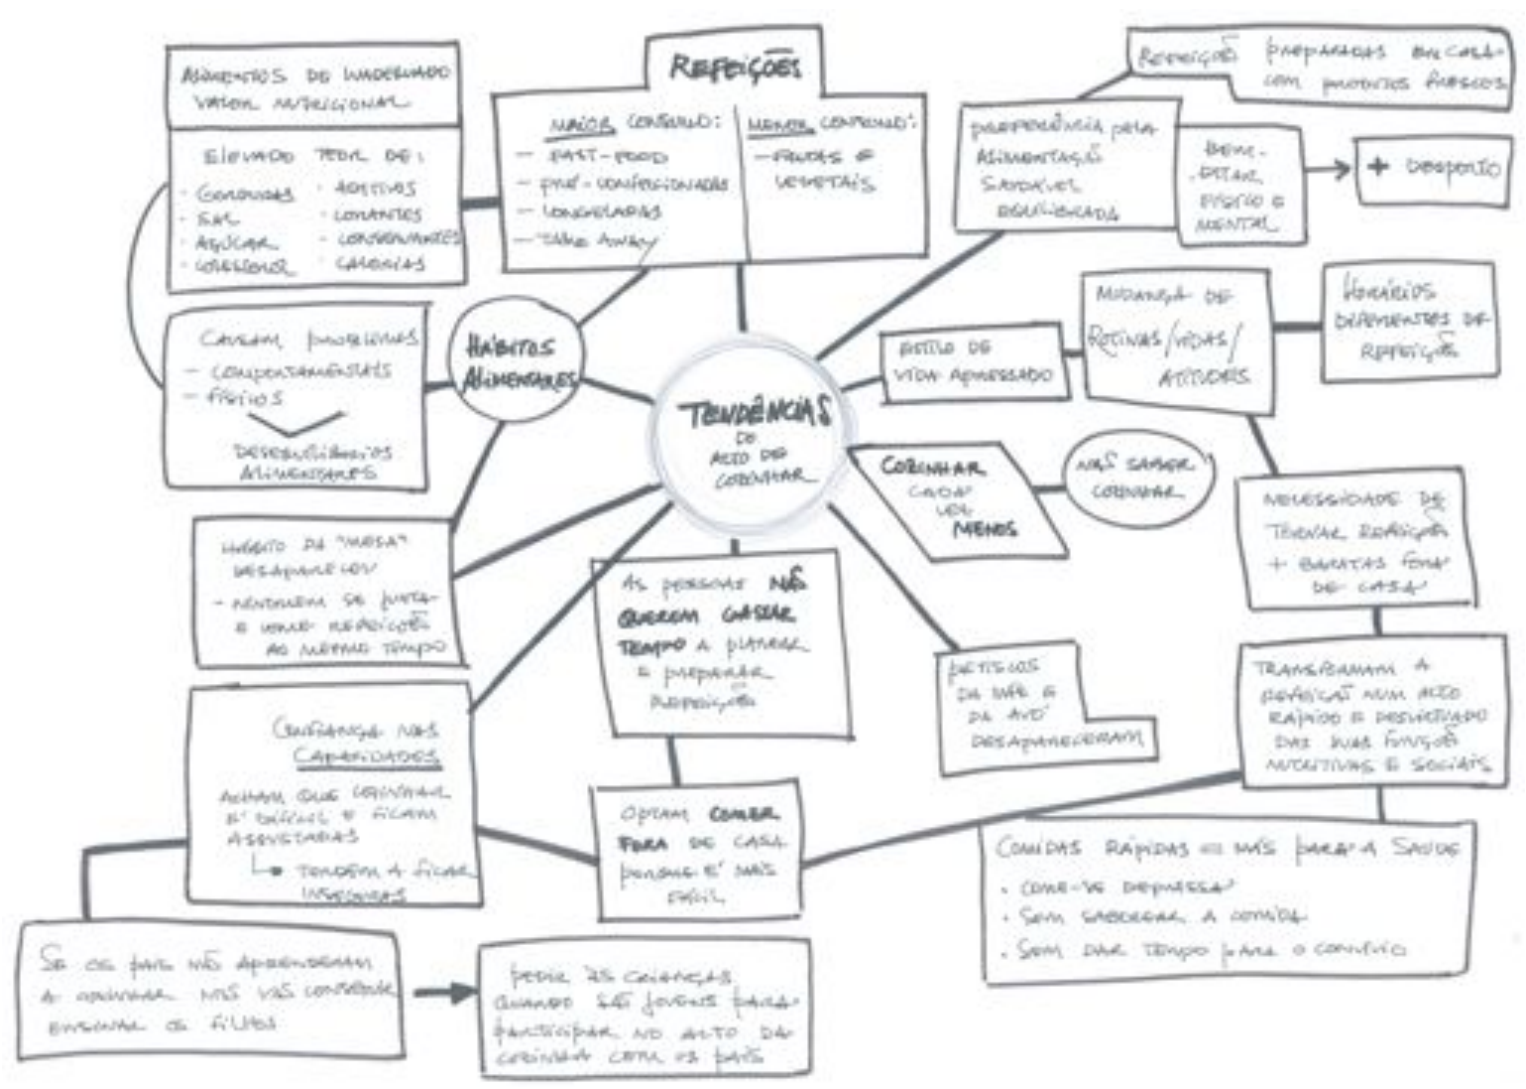 REFEIÇÕES
MAIOR CONSUMO:
- FAST-FOOD
- PRÉ-CONFECCIONADAS
- CONGELADAS
- TAKE AWAY
MENOR CONSUMO:
- FRUTAS E
VEGETAIS
ALIMENTOS DE INADEQUADO
VALOR NUTRICIONAL
ELEVADO TEOR DE:
· GORDURAS
· SAL
· AÇÚCAR
· COLESTEROL
· ADITIVOS
· CORANTES
· CONSERVANTES
· CALORIAS
CAUSAM PROBLEMAS
- COMPORTAMENTAIS
- FÍSICOS
DESEQUILÍBRIOS
ALIMENTARES
HÁBITOS
ALIMENTARES
REFEIÇÕES PREPARADAS EM CASA
COM PRODUTOS FRESCOS
PREFERÊNCIA PELA
ALIMENTAÇÃO
SAUDÁVEL
EQUILIBRADA
BEM-
-ESTAR
FÍSICO E
MENTAL
+ DESPORTO
TENDÊNCIAS
DO
ACTO DE
COZINHAR
ESTILO DE
VIDA APRESSADO
MUDANÇA DE
ROTINAS/VIDAS/
ATITUDES
HORÁRIOS
DIFERENTES DE
REFEIÇÕES
COZINHAR
CADA
VEZ
MENOS
NÃO SABER
COZINHAR
NECESSIDADE DE
TORNAR REFEIÇÕES
+ BARATAS FORA
DE CASA
HÁBITO DA "MESA"
DESAPARECEU
- NINGUÉM SE JUNTA
E COME REFEIÇÕES
AO MESMO TEMPO
AS PESSOAS NÃO
QUEREM GASTAR
TEMPO A PLANEAR
E PREPARAR
REFEIÇÕES
PETISCOS
DA MÃE E
DA AVÓ
DESAPARECERAM
TRANSFORMAM A
REFEIÇÃO NUM ACTO
RÁPIDO E DESVIRTUADO
DAS SUAS FUNÇÕES
NUTRITIVAS E SOCIAIS
CONFIANÇA NAS
CAPACIDADES
ACHAM QUE COZINHAR
É DIFÍCIL E FICAM
ASSUSTADAS
TENDEM A FICAR
INSEGURAS
OPTAM COMER
FORA DE CASA
PORQUE É MAIS
FÁCIL
COMIDAS RÁPIDAS = MÁS PARA A SAÚDE
· COME-SE DEPRESSA
· SEM SABOREAR A COMIDA
· SEM DAR TEMPO PARA O CONVÍVIO
SE OS PAIS NÃO APRENDERAM
A COZINHAR NÃO VÃO CONSEGUIR
ENSINAR OS FILHOS
PEDIR ÀS CRIANÇAS
QUANDO SÃO JOVENS PARA
PARTICIPAR NO ACTO DA
COZINHA COM OS PAIS